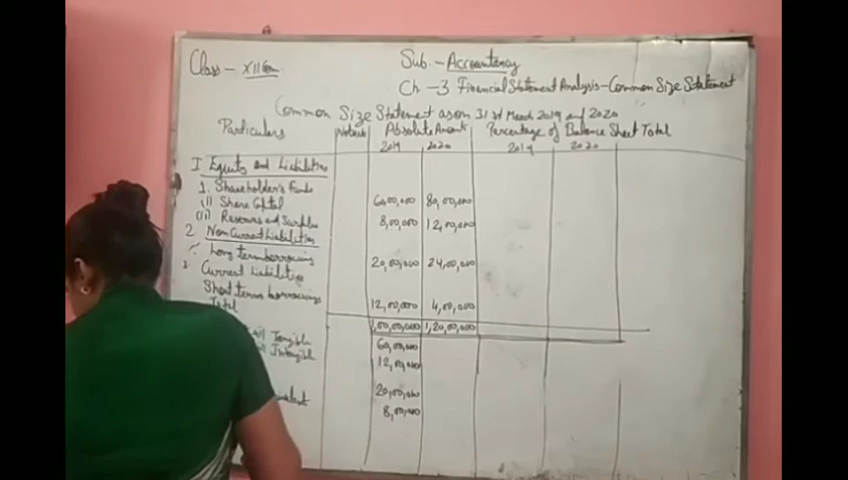 Class - XII Com
Sub. - Accountancy
Ch - 3 Financial Statement Analysis - Common Size Statement
Common Size Statement as on 31st March 2019 and 2020
Particulars Absolute Amount Percentage of Balance Sheet Total
2019 2020 2019 2020
I Equity and Liabilities
1. Shareholder's Funds
(i) Share Capital 60,00,000 80,00,000
(ii) Reserves and Surplus 8,00,000 12,00,000
2 Non Current Liabilities
Long term borrowing 20,00,000 24,00,000
Current Liabilities
Short term borrowings 12,00,000 4,00,000
Total 1,00,00,000 1,20,00,000
Tangible 60,00,000
Intangible 12,00,000
20,00,000
8,00,000